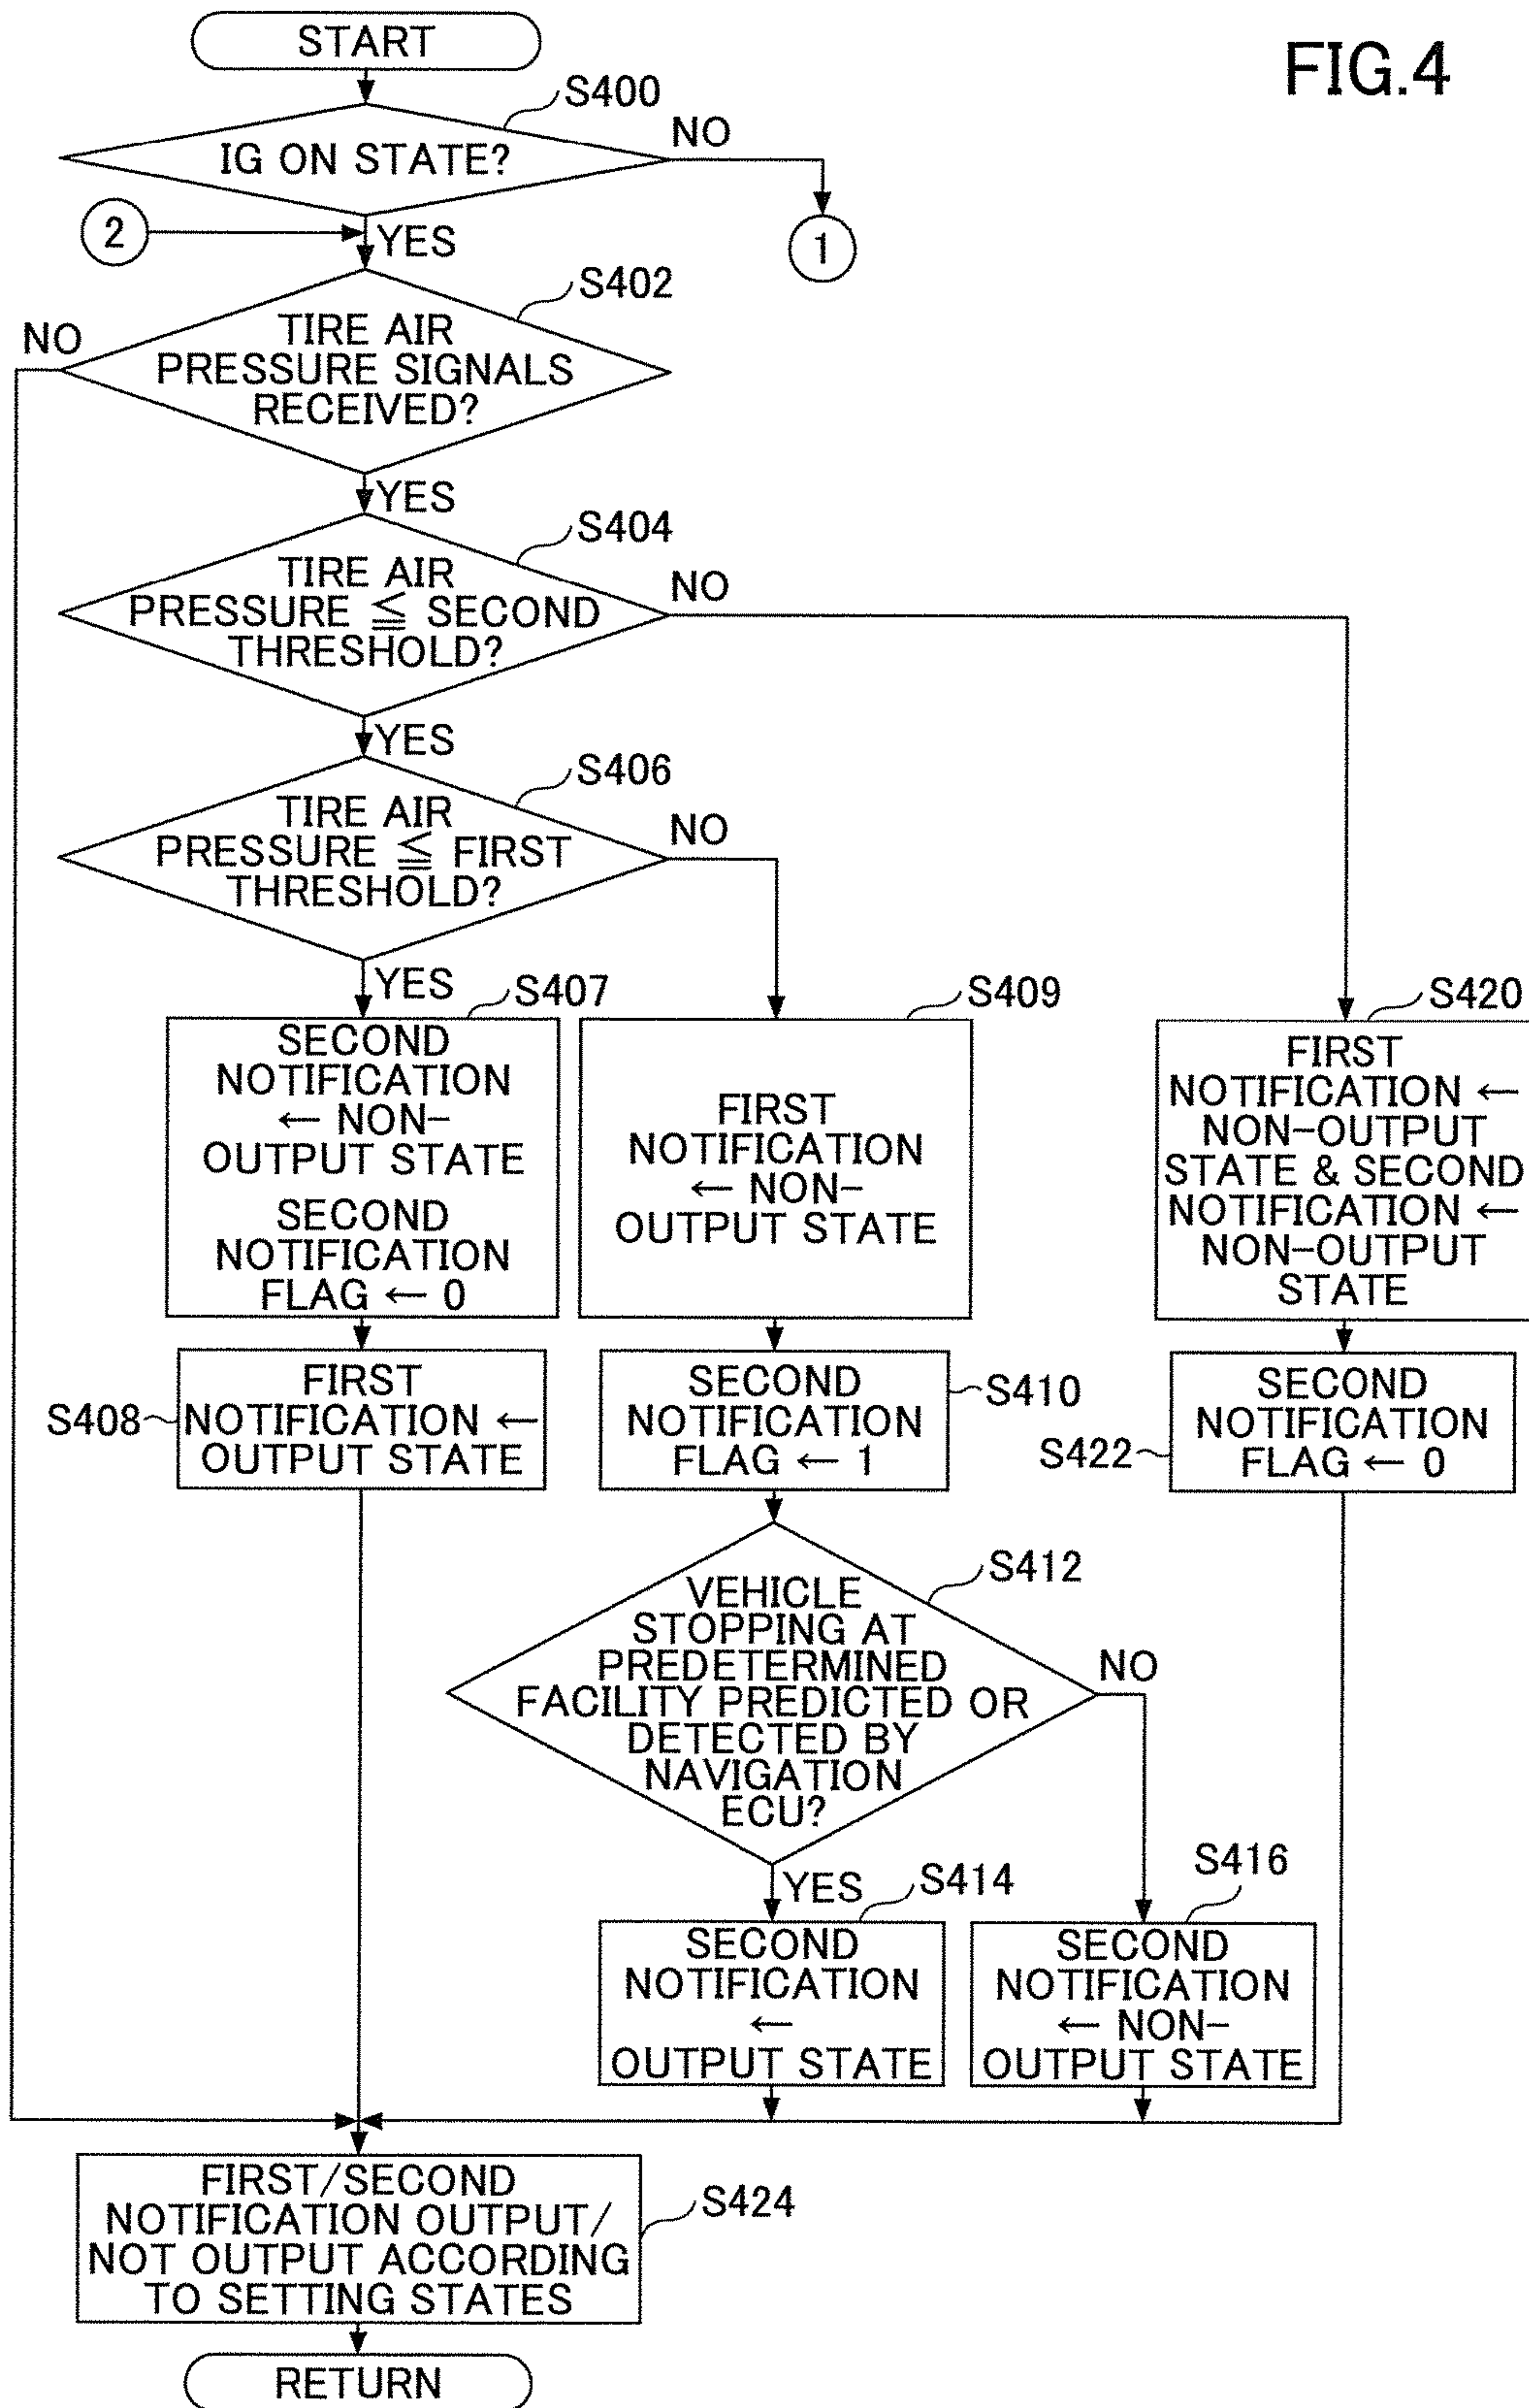 START
FIG.4
S400
IG ON STATE?
NO
2
YES
1
S402
NO
TIRE AIR
PRESSURE SIGNALS
RECEIVED?
YES
S404
TIRE AIR
PRESSURE ≦ SECOND
THRESHOLD?
NO
YES
S406
TIRE AIR
PRESSURE ≦ FIRST
THRESHOLD?
NO
YES
S407
SECOND
NOTIFICATION
← NON-
OUTPUT STATE
SECOND
NOTIFICATION
FLAG ← 0
S409
FIRST
NOTIFICATION
← NON-
OUTPUT STATE
S420
FIRST
NOTIFICATION ←
NON-OUTPUT
STATE & SECOND
NOTIFICATION ←
NON-OUTPUT
STATE
S408
FIRST
NOTIFICATION ←
OUTPUT STATE
SECOND
NOTIFICATION
FLAG ← 1
S410
S422
SECOND
NOTIFICATION
FLAG ← 0
S412
VEHICLE
STOPPING AT
PREDETERMINED
FACILITY PREDICTED OR
DETECTED BY
NAVIGATION
ECU?
NO
YES
S414
SECOND
NOTIFICATION
←
OUTPUT STATE
S416
SECOND
NOTIFICATION
← NON-
OUTPUT STATE
FIRST/SECOND
NOTIFICATION OUTPUT/
NOT OUTPUT ACCORDING
TO SETTING STATES
S424
RETURN